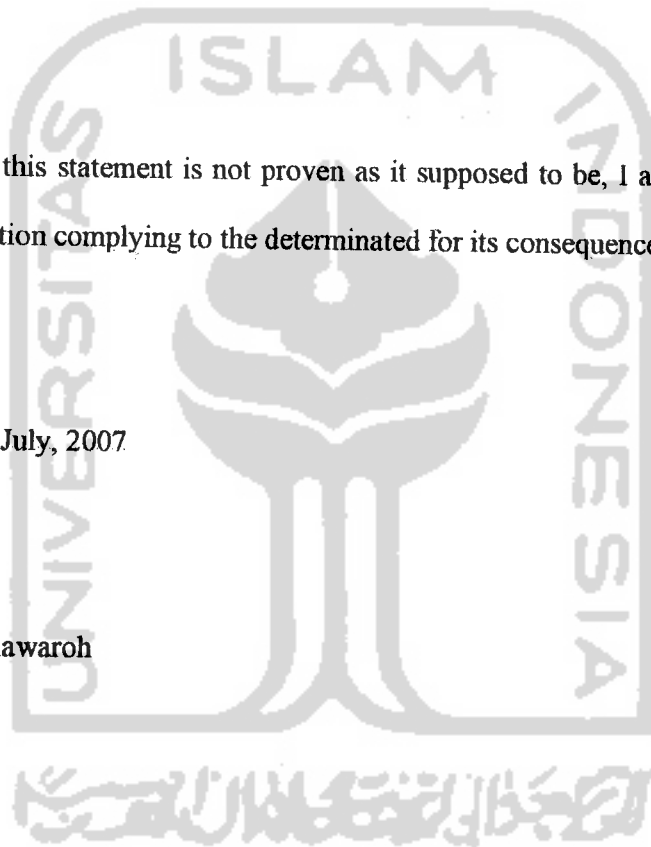 ISLAM
UNIVERSITAS
INDONESIA
this statement is not proven as it supposed to be, I a
tion complying to the determinated for its consequence
July, 2007
awaroh